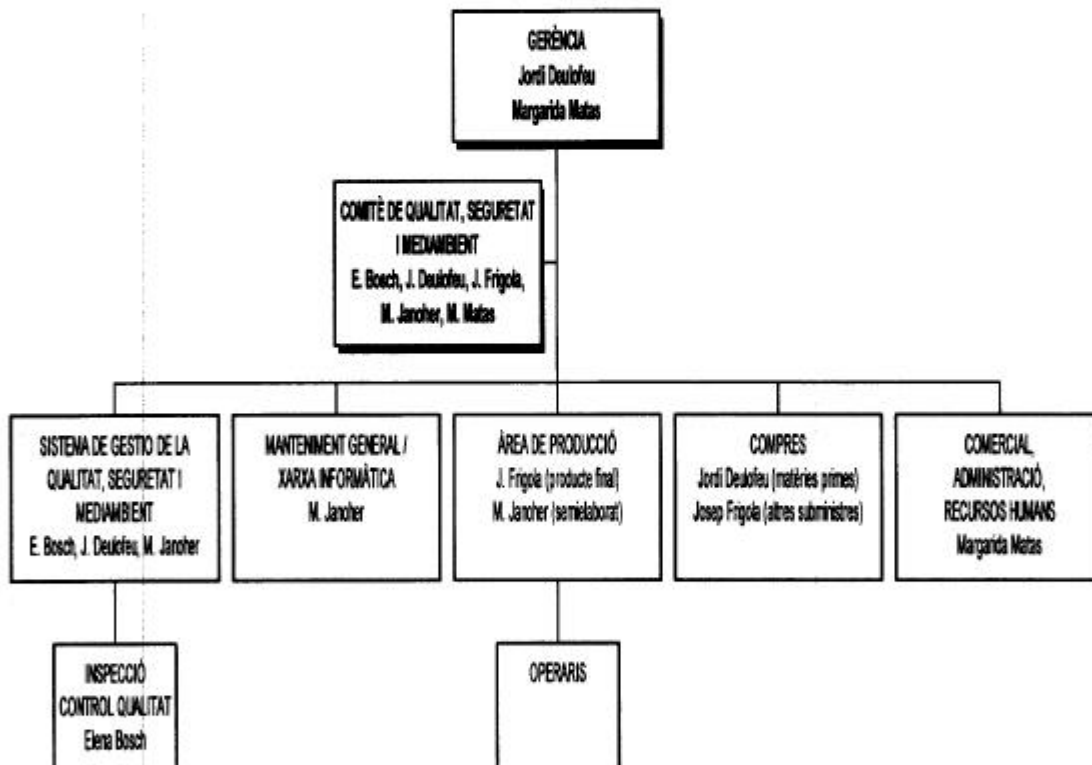 GERÈNCIA
Jordi Deulofeu
Margarida Matas
COMITÈ DE QUALITAT, SEGURETAT
I MEDIAMBIENT
E. Bosch, J. Deulofeu, J. Frigola,
M. Janoher, M. Matas
SISTEMA DE GESTIO DE LA
QUALITAT, SEGURETAT I
MEDIAMBIENT
E. Bosch, J. Deulofeu, M. Janoher
MANTENIMENT GENERAL /
XARXA INFORMÀTICA
M. Janoher
ÀREA DE PRODUCCIÓ
J. Frigola (producte final)
M. Janoher (semielaborat)
COMPRES
Jordi Deulofeu (matèries primes)
Josep Frigola (altres subministres)
COMERCIAL,
ADMINISTRACIÓ,
RECURSOS HUMANS
Margarida Matas
INSPECCIÓ
CONTROL QUALITAT
Elena Bosch
OPERARIS